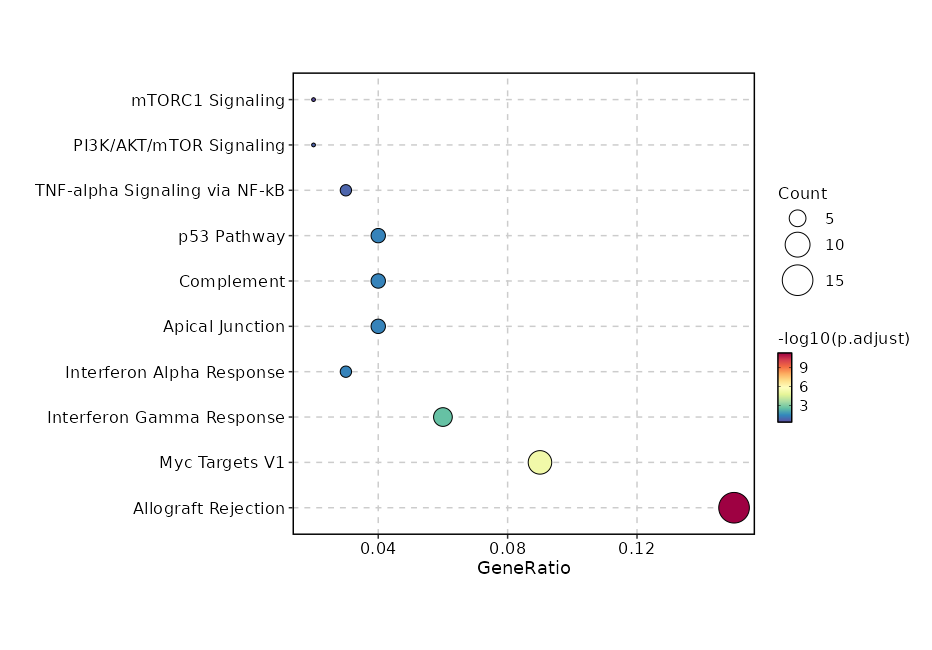 mTORC1 Signaling
PI3K/AKT/mTOR Signaling
TNF-alpha Signaling via NF-kB
p53 Pathway
Complement
Apical Junction
Interferon Alpha Response
Interferon Gamma Response
Myc Targets V1
Allograft Rejection
0.04 0.08 0.12
GeneRatio
Count
5
10
15
-log10(p.adjust)
9
6
3